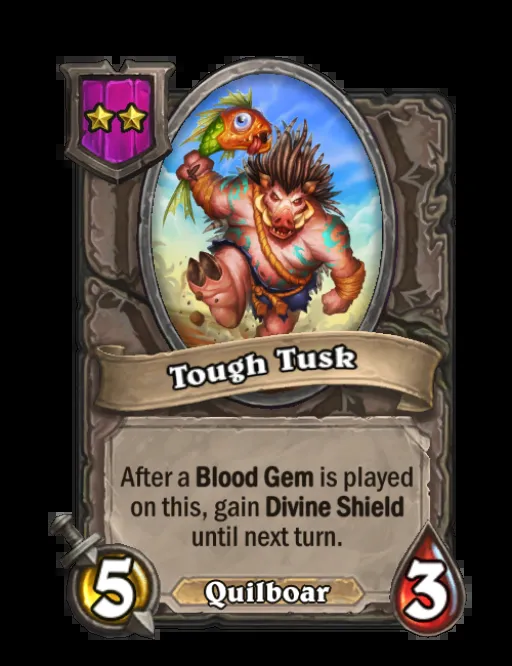 Tough Tusk
After a Blood Gem is played
on this, gain Divine Shield
until next turn.
5
Quilboar
3